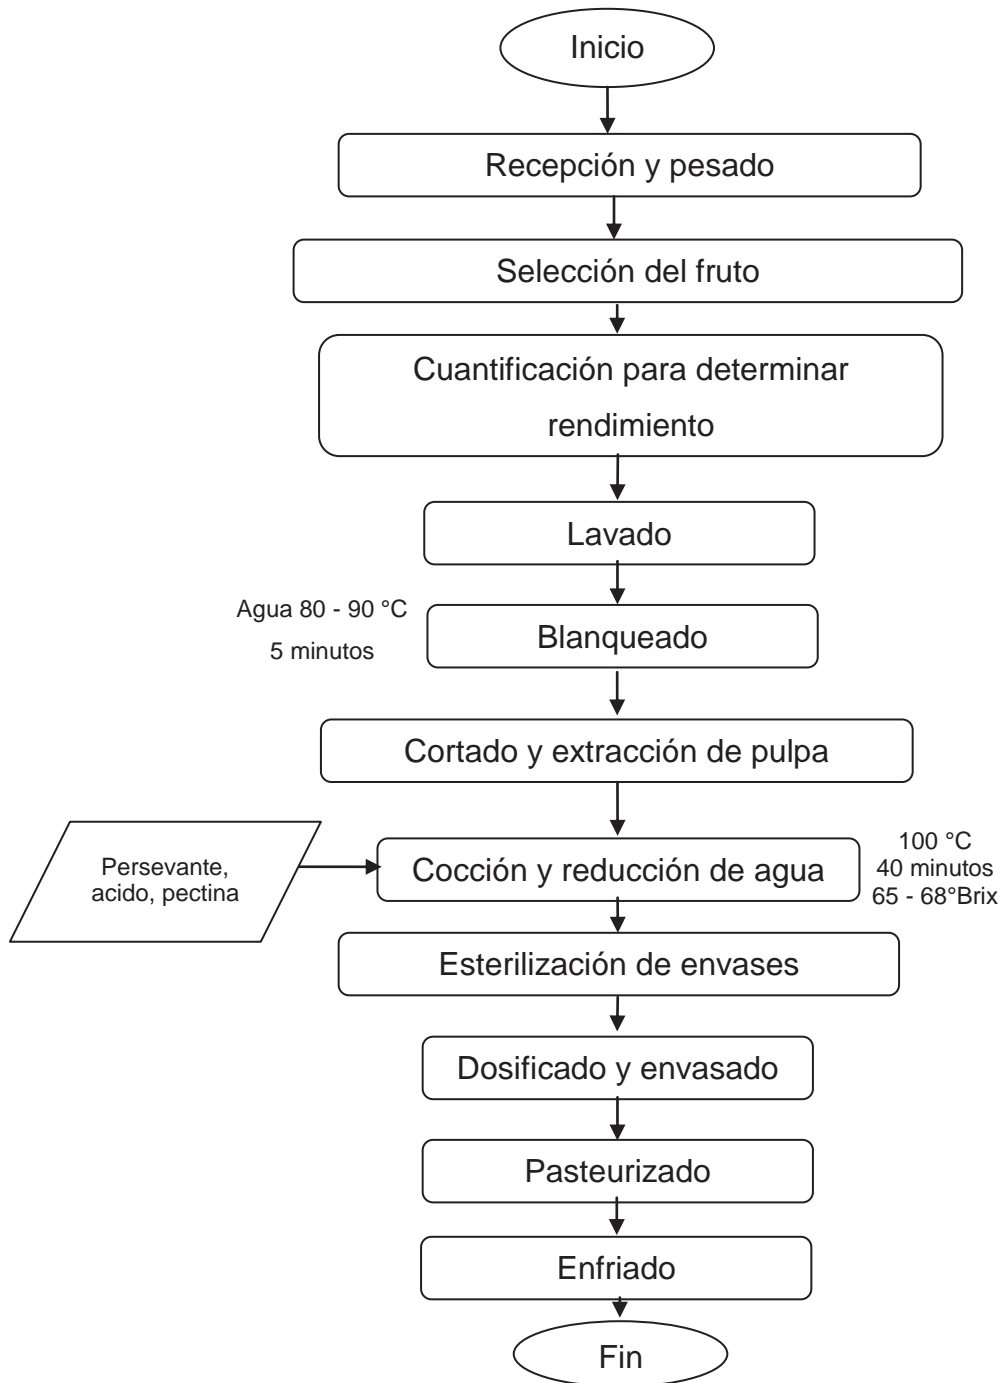 Inicio
Recepción y pesado
Selección del fruto
Cuantificación para determinar
rendimiento
Lavado
Agua 80 - 90 °C
5 minutos
Blanqueado
Cortado y extracción de pulpa
Persevante,
acido, pectina
Cocción y reducción de agua
100 °C
40 minutos
65 - 68°Brix
Esterilización de envases
Dosificado y envasado
Pasteurizado
Enfriado
Fin